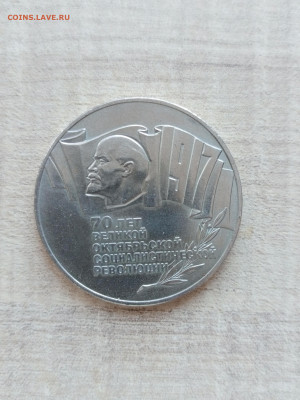 COINS.LAVE.RU
1917
70 ЛЕТ
ВЕЛИКОЙ
ОКТЯБРЬСКОЙ
СОЦИАЛИСТИЧЕСКОЙ
РЕВОЛЮЦИИ